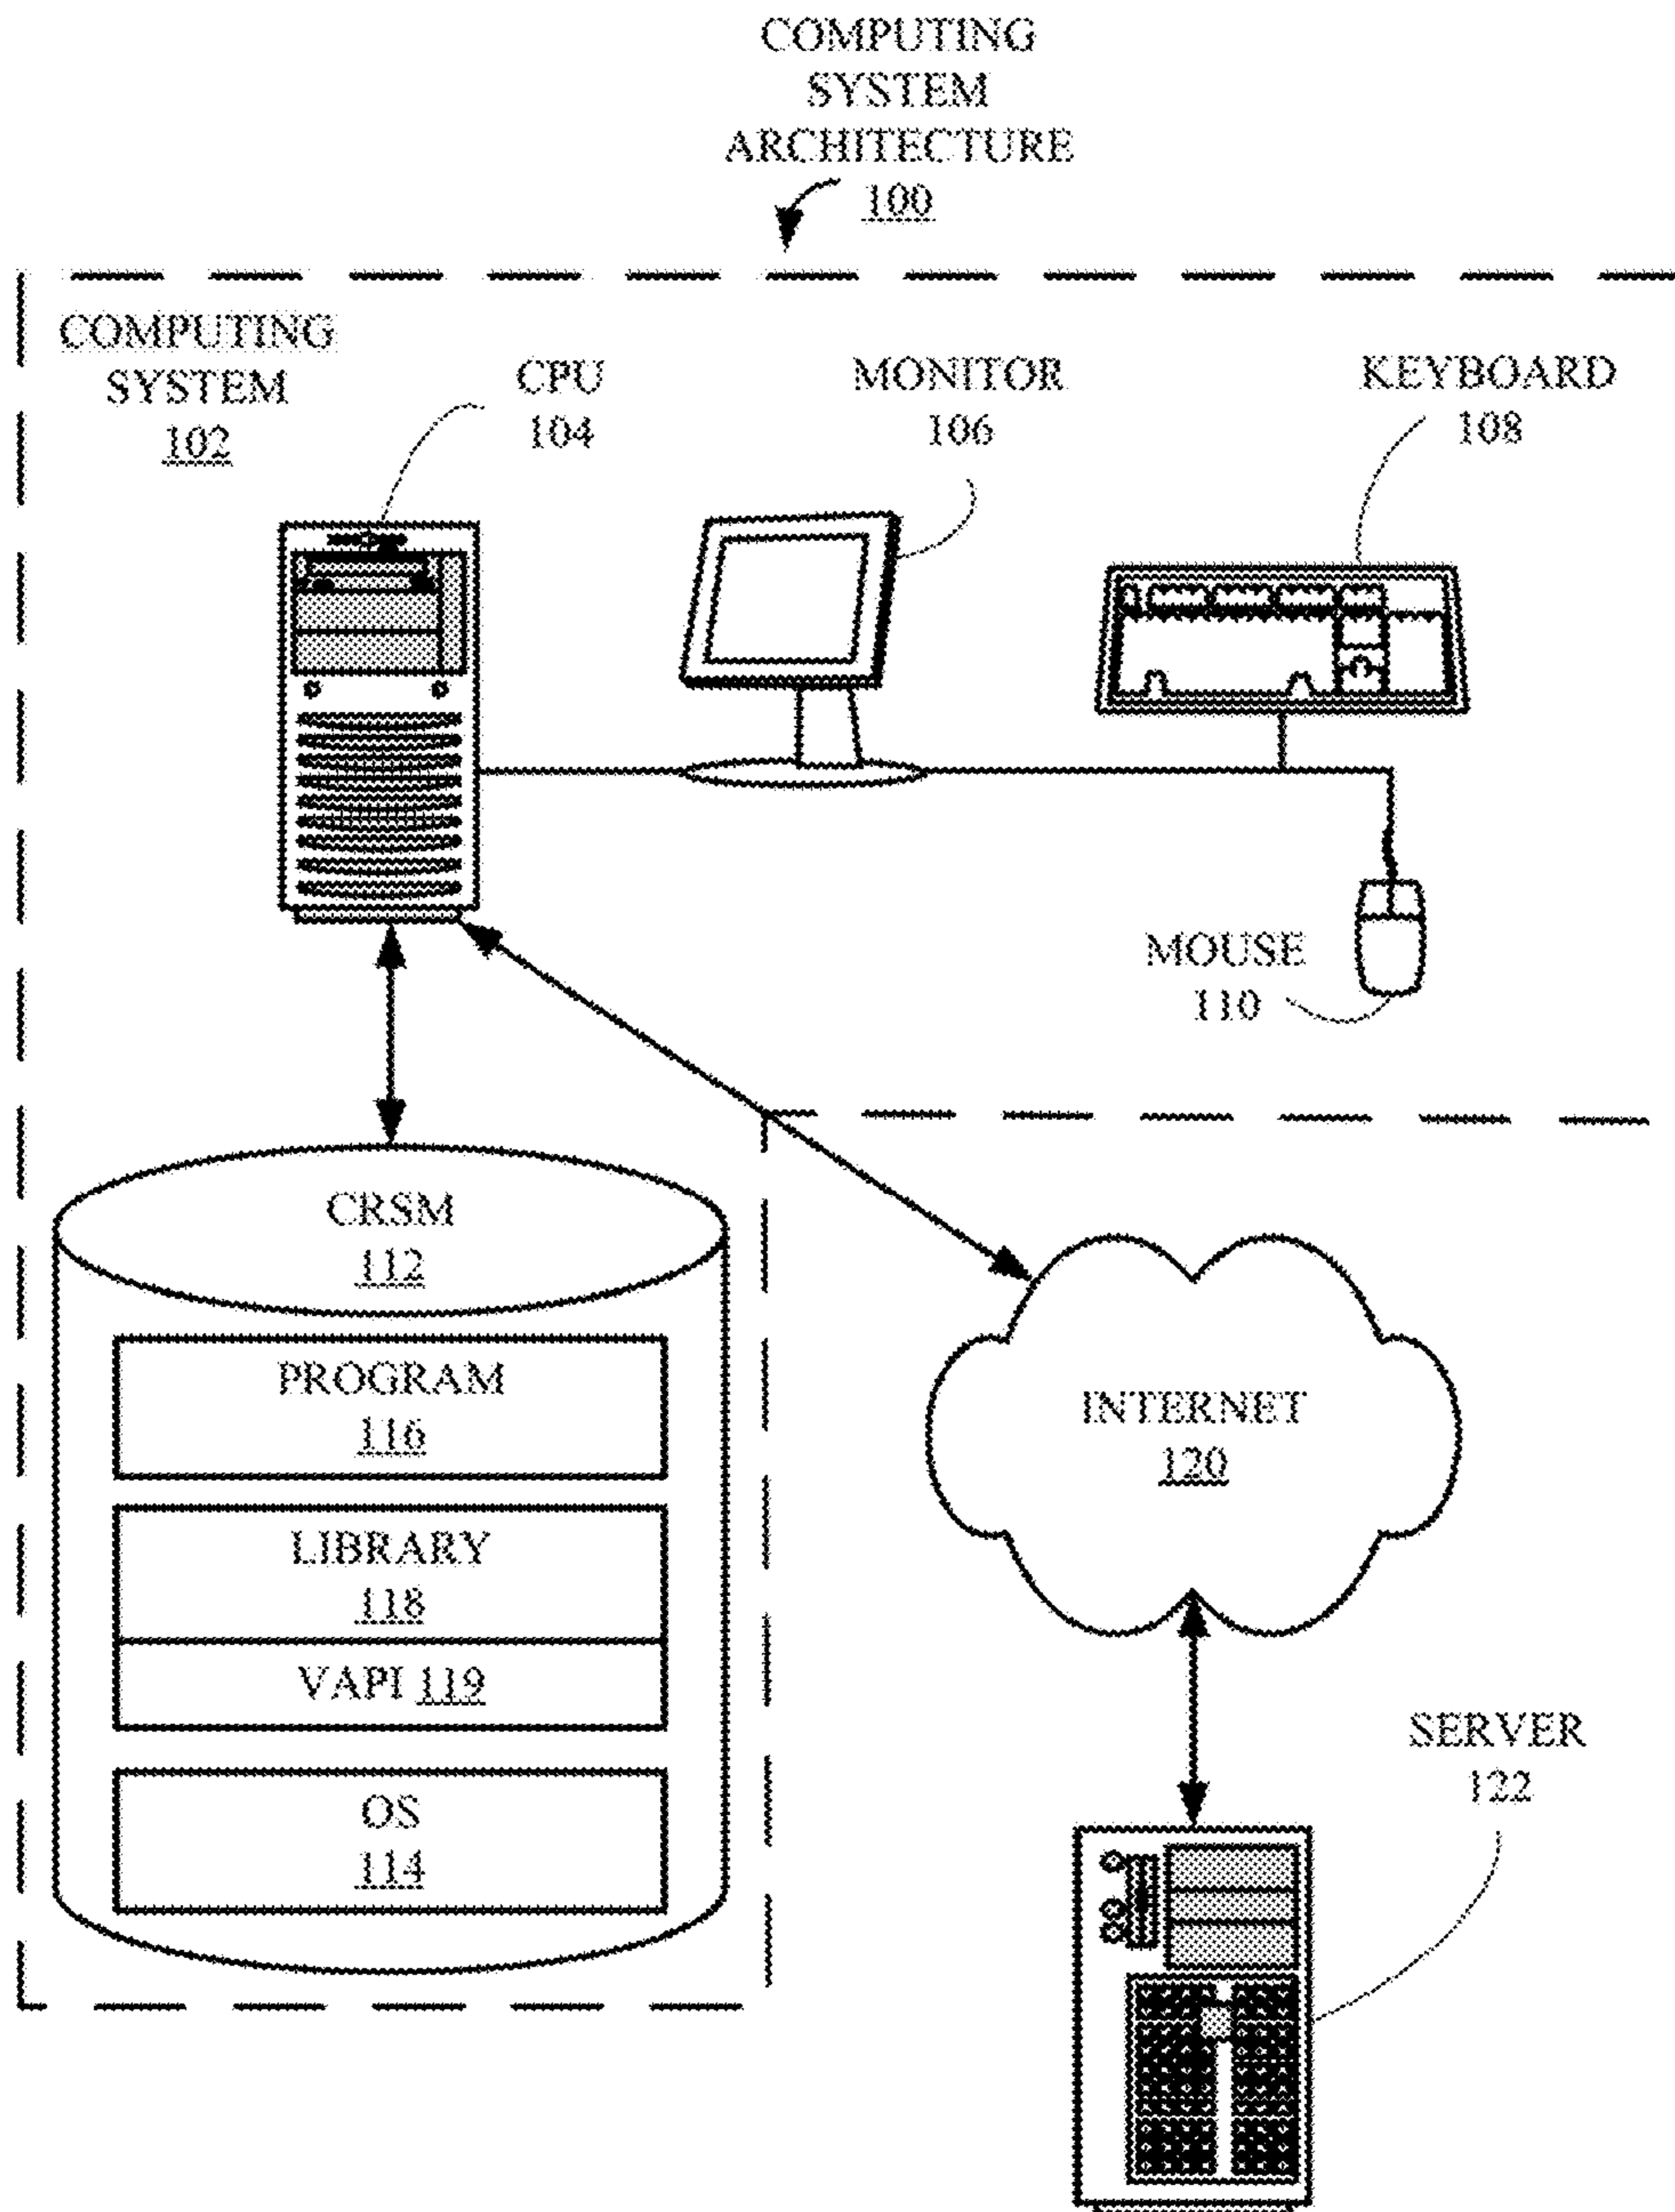 COMPUTING
SYSTEM
ARCHITECTURE
100
COMPUTING
SYSTEM
102
CPU
104
MONITOR
106
KEYBOARD
108
MOUSE
110
CRSM
112
PROGRAM
116
LIBRARY
118
VAPI 119
OS
114
INTERNET
120
SERVER
122